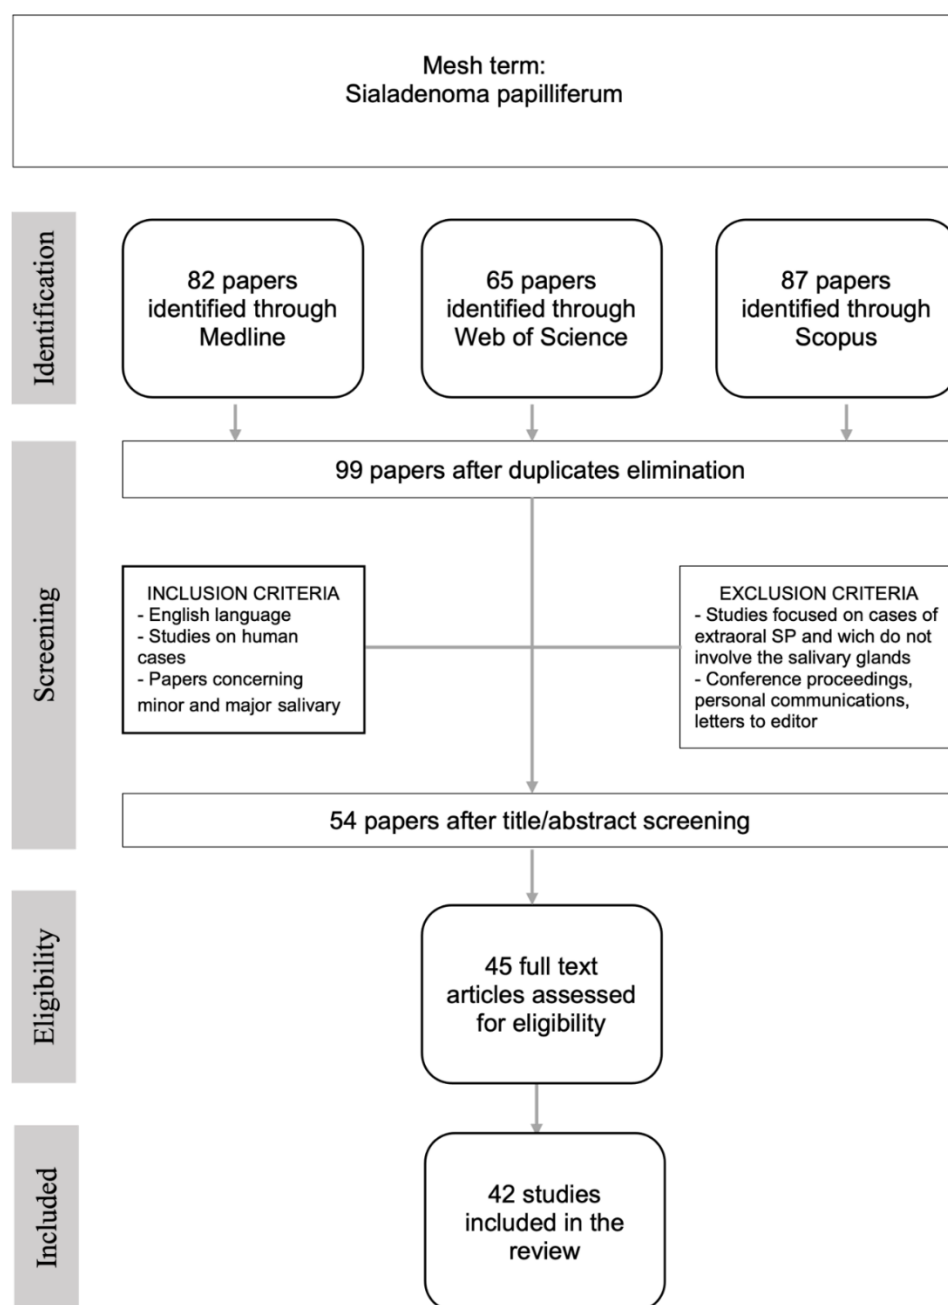 Mesh term:
Sialadenoma papilliferum
Identification
82 papers
identified through
Medline
65 papers
identified through
Web of Science
87 papers
identified through
Scopus
Screening
99 papers after duplicates elimination
INCLUSION CRITERIA
- English language
- Studies on human
cases
- Papers concerning
minor and major salivary
EXCLUSION CRITERIA
- Studies focused on cases of
extraoral SP and wich do not
involve the salivary glands
- Conference proceedings,
personal communications,
letters to editor
54 papers after title/abstract screening
Eligibility
45 full text
articles assessed
for eligibility
Included
42 studies
included in the
review